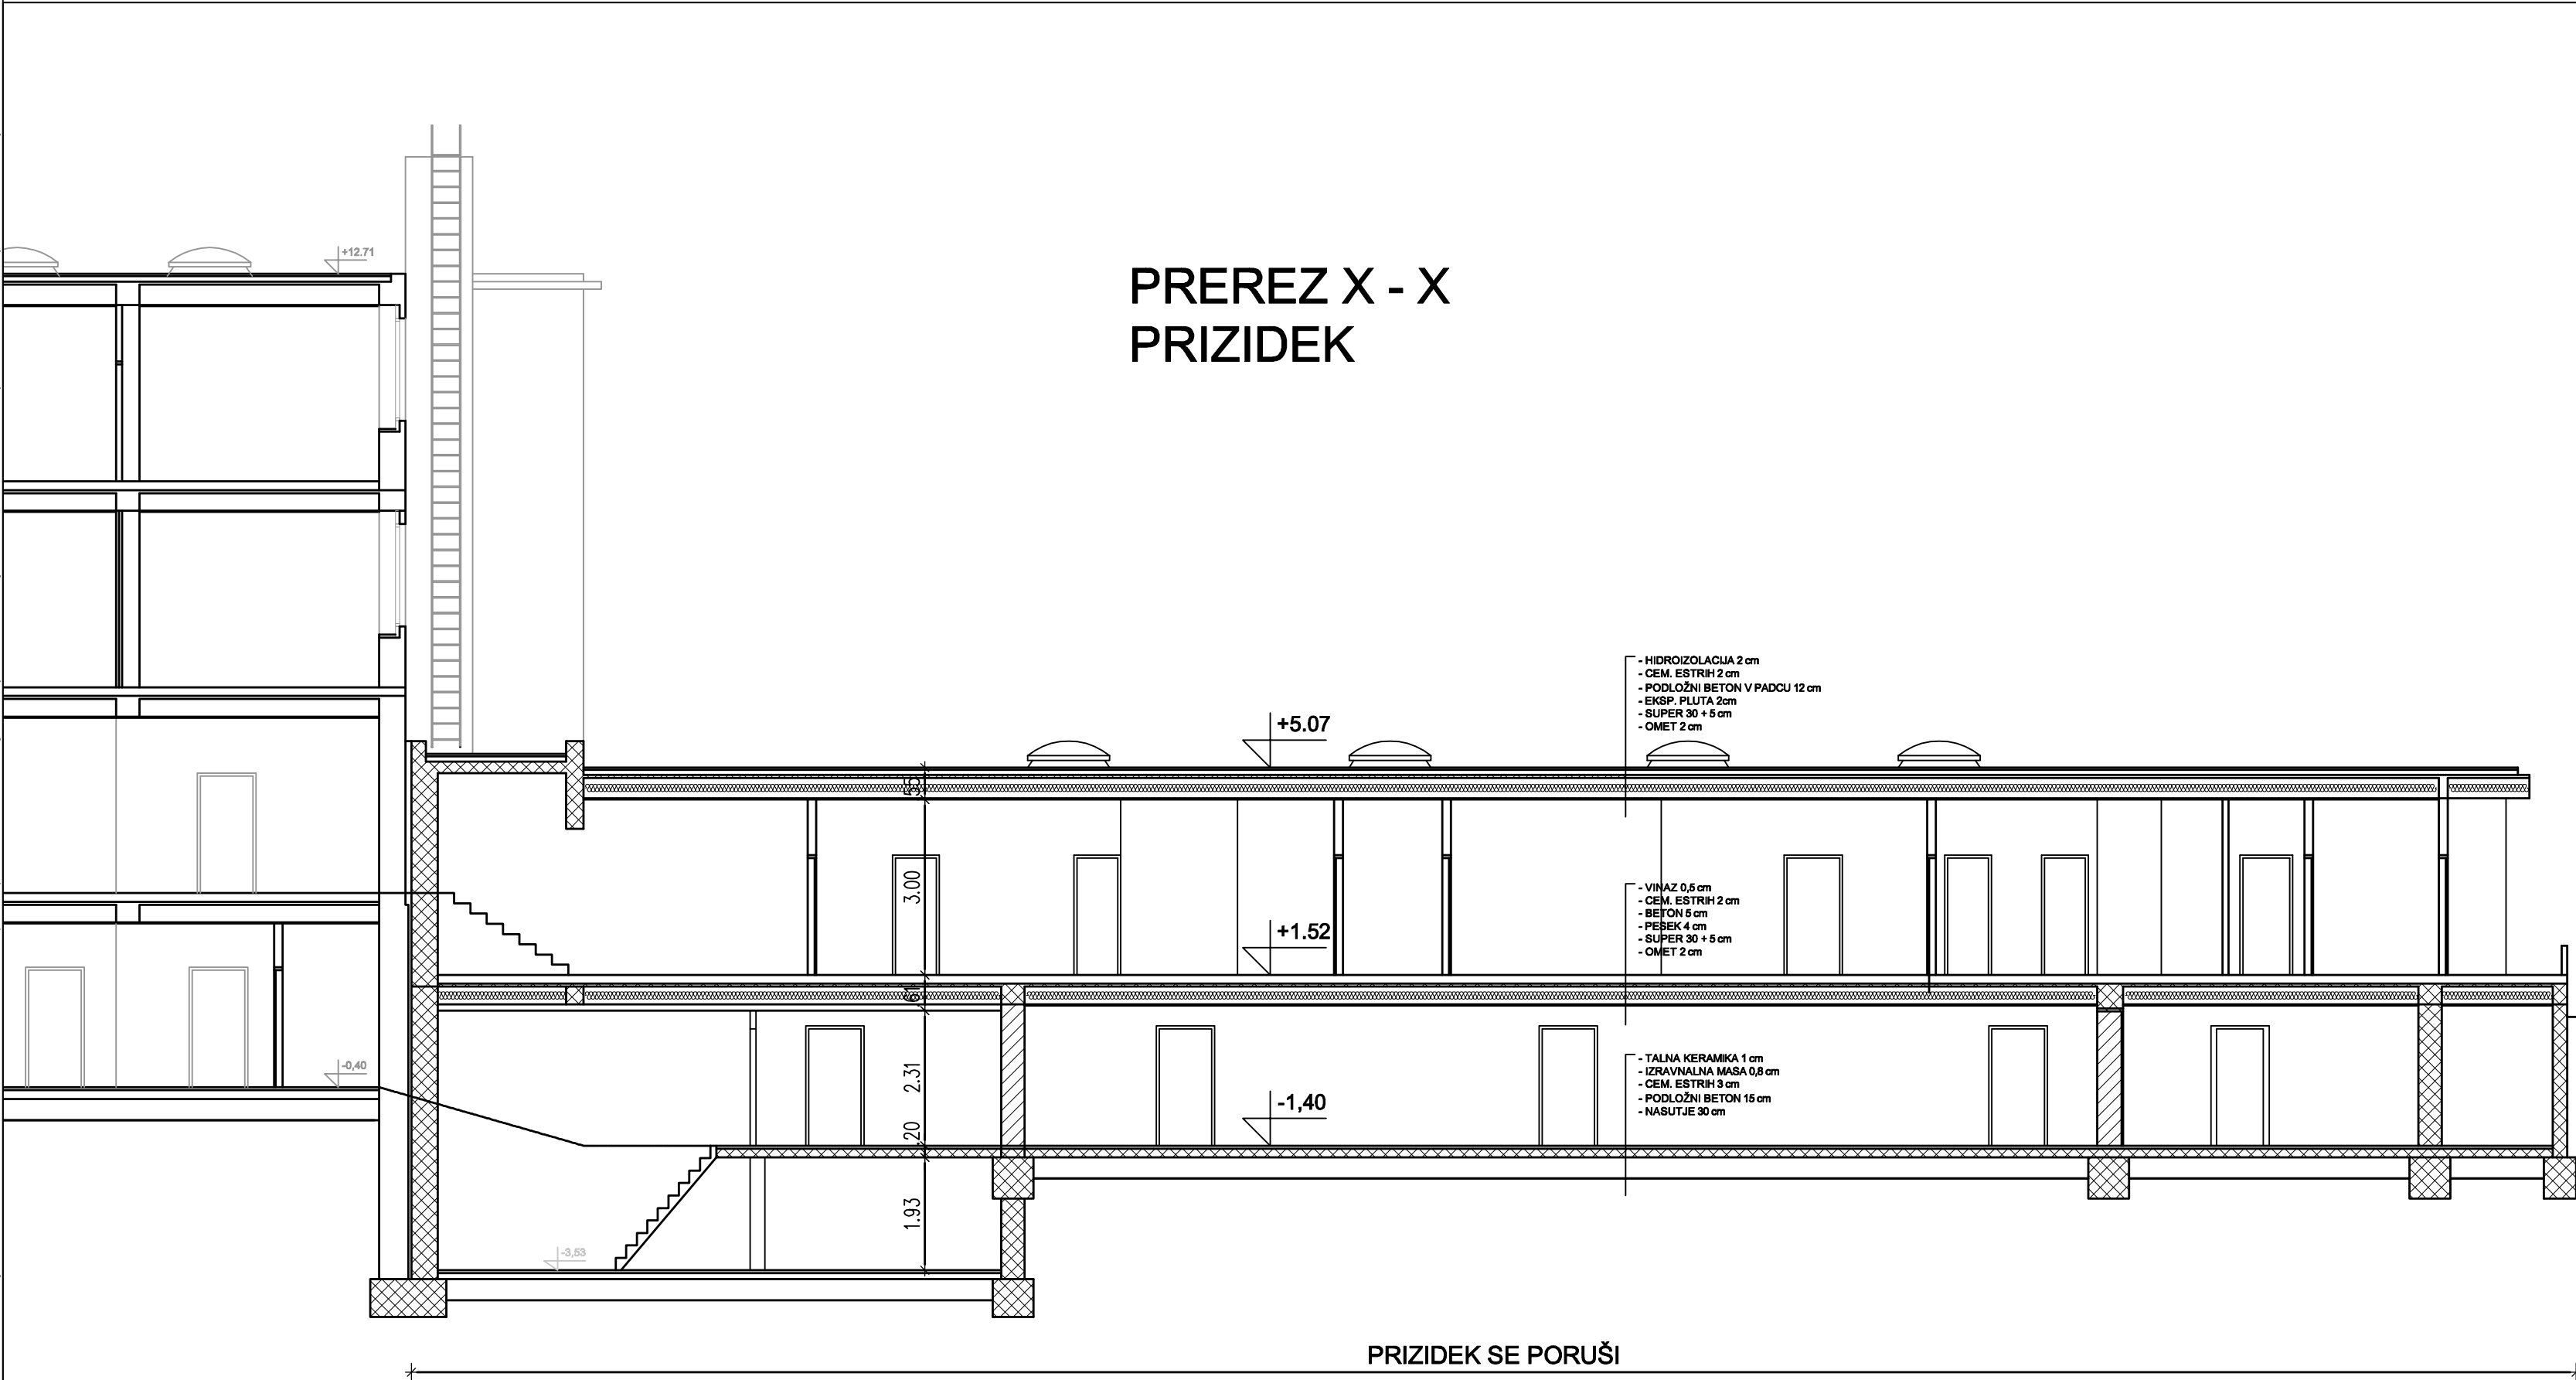 +12.71
PREREZ X - X
PRIZIDEK
- HIDROIZOLACIJA 2 cm
- CEM. ESTRIH 2 cm
- PODLOŽNI BETON V PADCU 12 cm
- EKSP. PLUTA 2cm
- SUPER 30 + 5 cm
- OMET 2 cm
+5.07
55
3.00
- VINAZ 0,5 cm
- CEM. ESTRIH 2 cm
- BETON 5 cm
- PESEK 4 cm
- SUPER 30 + 5 cm
- OMET 2 cm
+1.52
61
-0,40
2.31
- TALNA KERAMIKA 1 cm
- IZRAVNALNA MASA 0,8 cm
- CEM. ESTRIH 3 cm
- PODLOŽNI BETON 15 cm
- NASUTJE 30 cm
-1,40
.20
1.93
-3,53
PRIZIDEK SE PORUŠI